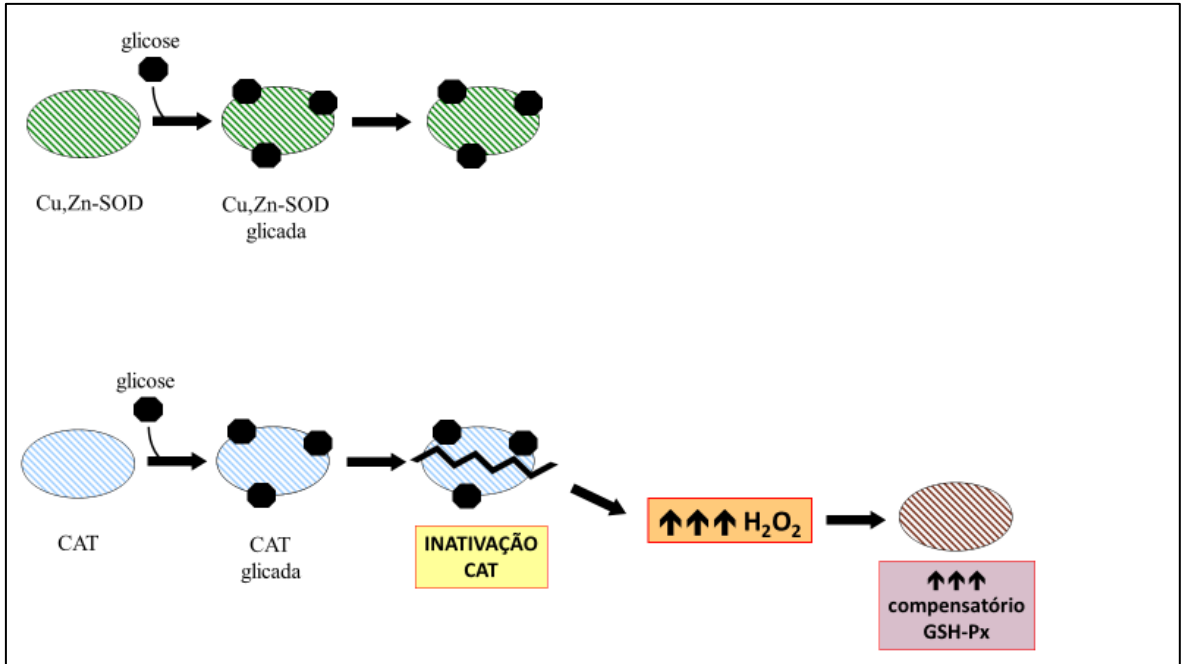 glicose
Cu,Zn-SOD
Cu,Zn-SOD
glicada
glicose
CAT
CAT
glicada
INATIVAÇÃO
CAT
↑↑↑ H₂O₂
↑↑↑
compensatório
GSH-Px